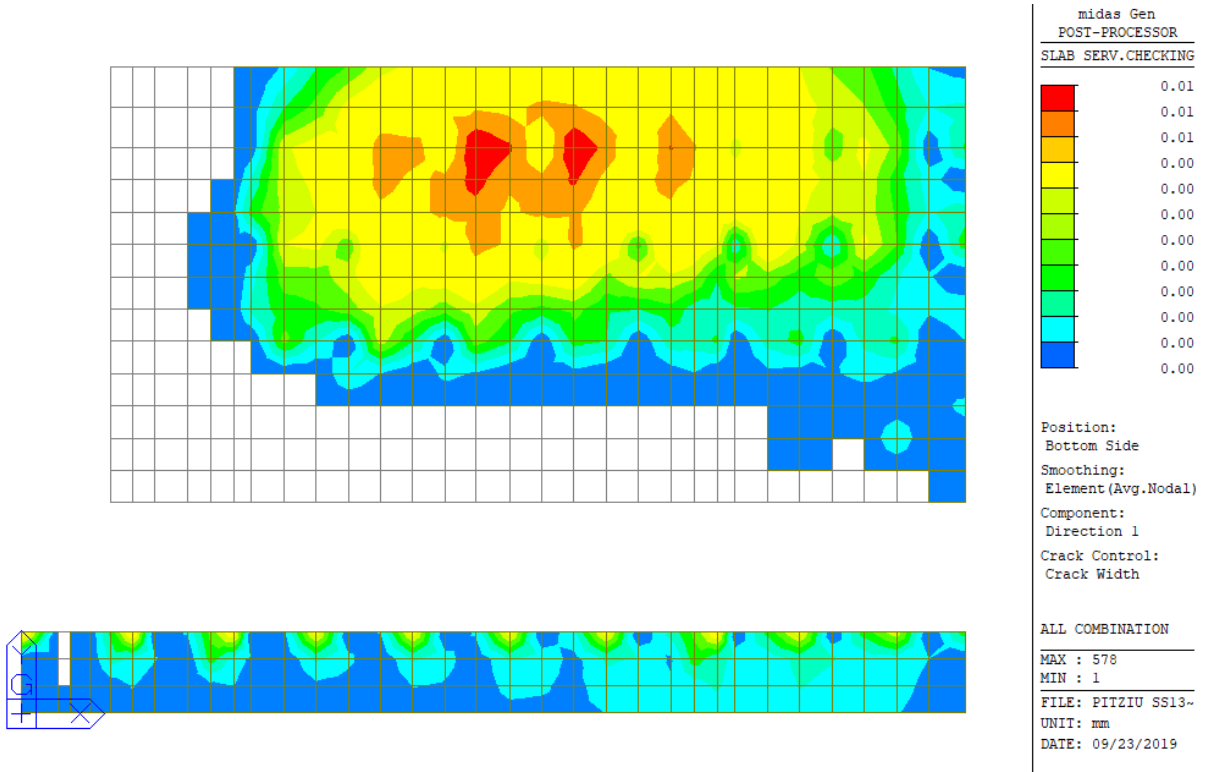 midas Gen
POST-PROCESSOR
SLAB SERV.CHECKING
0.01
0.01
0.01
0.00
0.00
0.00
0.00
0.00
0.00
0.00
0.00
0.00
Position:
Bottom Side
Smoothing:
Element(Avg.Nodal)
Component:
Direction 1
Crack Control:
Crack Width
ALL COMBINATION
MAX : 578
MIN : 1
FILE: PITZIU SS13~
UNIT: mm
DATE: 09/23/2019
G
X